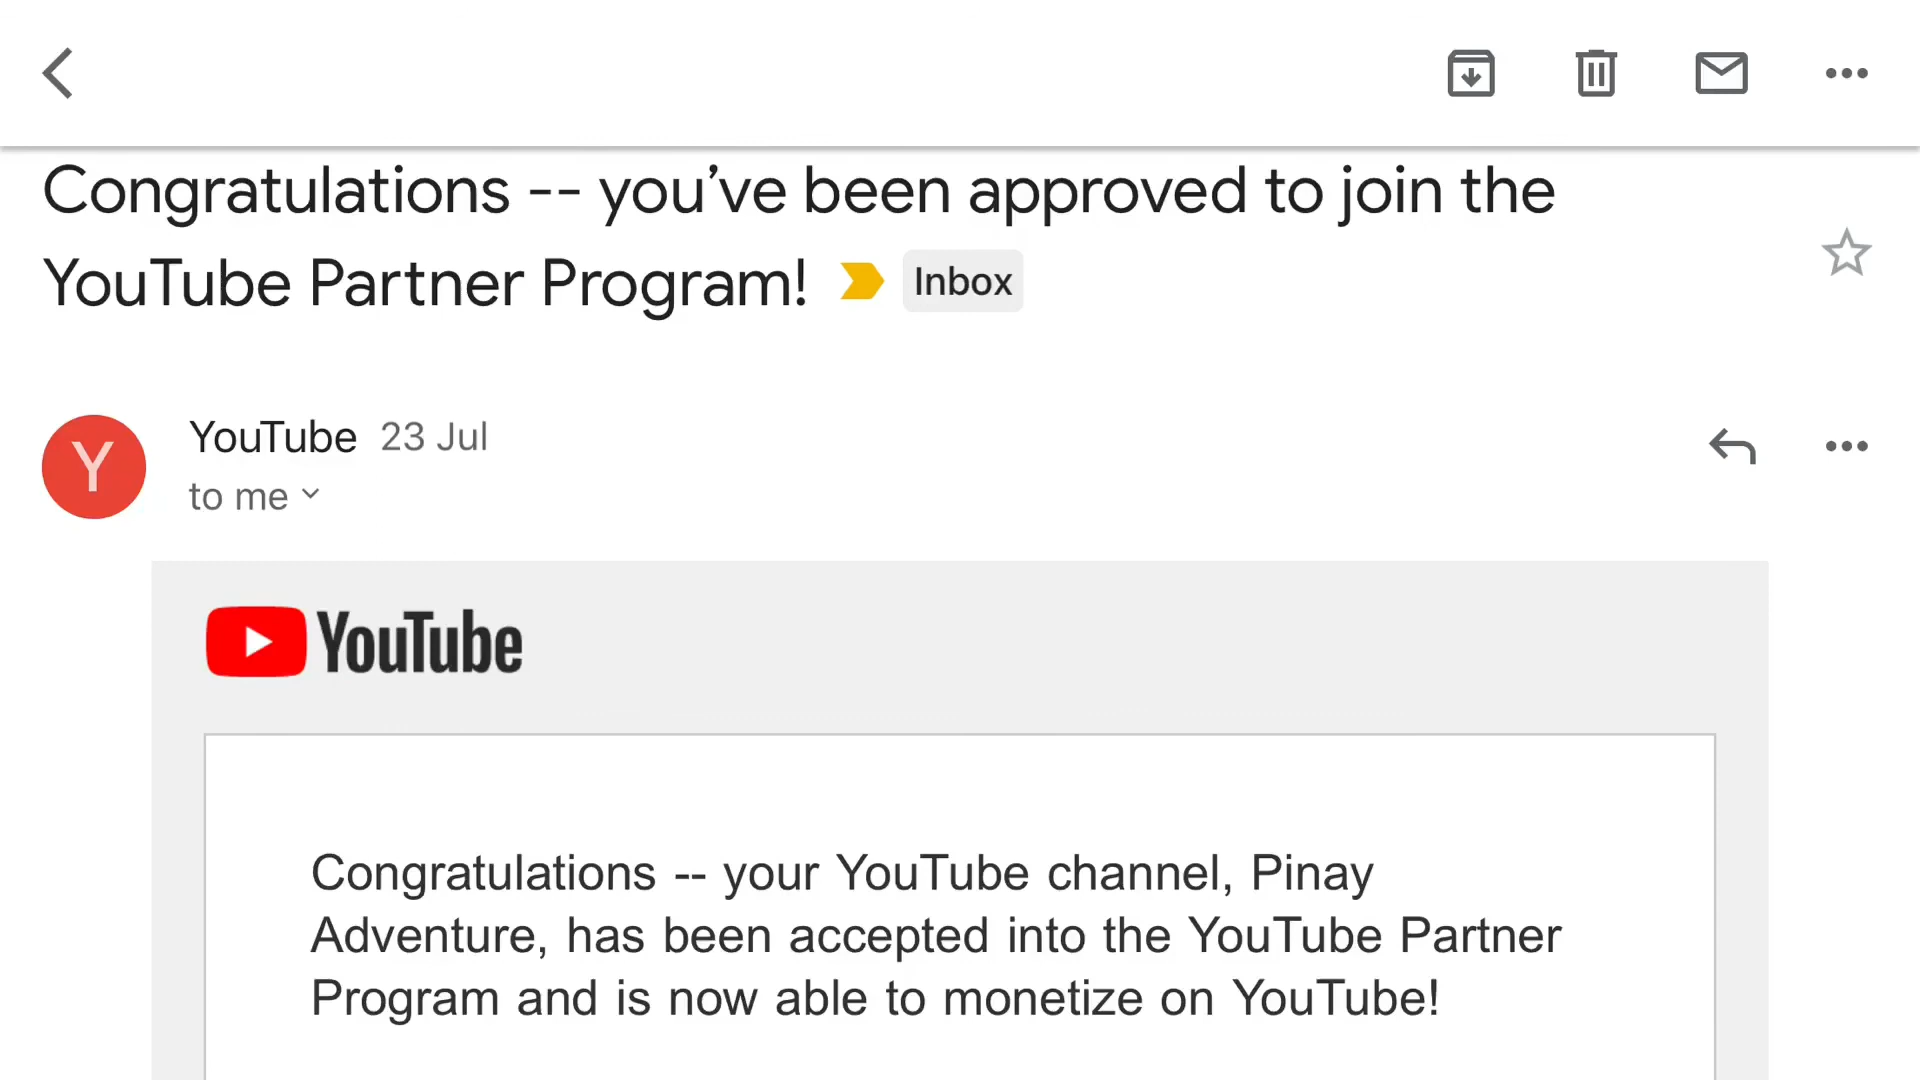 Congratulations -- you’ve been approved to join the
YouTube Partner Program! Inbox
Y
YouTube 23 Jul
to me
YouTube
Congratulations -- your YouTube channel, Pinay
Adventure, has been accepted into the YouTube Partner
Program and is now able to monetize on YouTube!